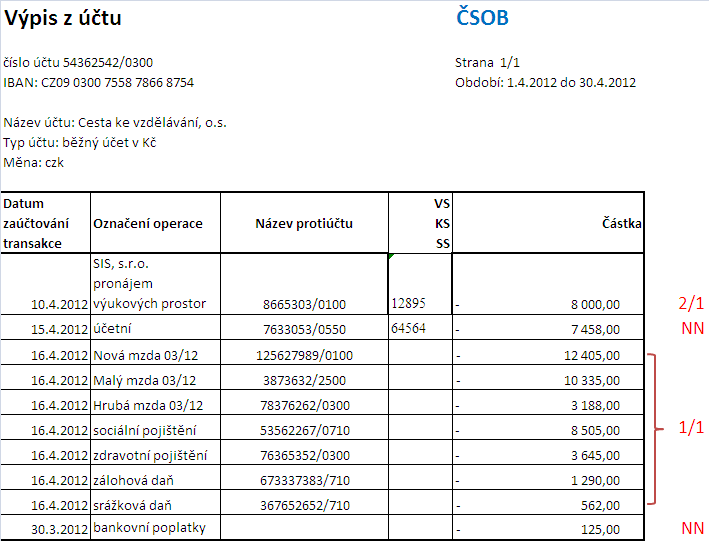 Výpis z účtu ČSOB
číslo účtu 54362542/0300 Strana 1/1
IBAN: CZ09 0300 7558 7866 8754 Období: 1.4.2012 do 30.4.2012
Název účtu: Cesta ke vzdělávání, o.s.
Typ účtu: běžný účet v Kč
Měna: czk
Datum zaúčtování transakce Označení operace Název protiúčtu VS KS SS Částka
10.4.2012 SIS, s.r.o. pronájem výukových prostor 8665303/0100 12895 - 8 000,00 2/1
15.4.2012 účetní 7633053/0550 64564 - 7 458,00 NN
16.4.2012 Nová mzda 03/12 125627989/0100 - 12 405,00
16.4.2012 Malý mzda 03/12 3873632/2500 - 10 335,00
16.4.2012 Hrubá mzda 03/12 78376262/0300 - 3 188,00
16.4.2012 sociální pojištění 53562267/0710 - 8 505,00 1/1
16.4.2012 zdravotní pojištění 76365352/0300 - 3 645,00
16.4.2012 zálohová daň 673337383/710 - 1 290,00
16.4.2012 srážková daň 367652652/710 - 562,00
30.3.2012 bankovní poplatky - 125,00 NN